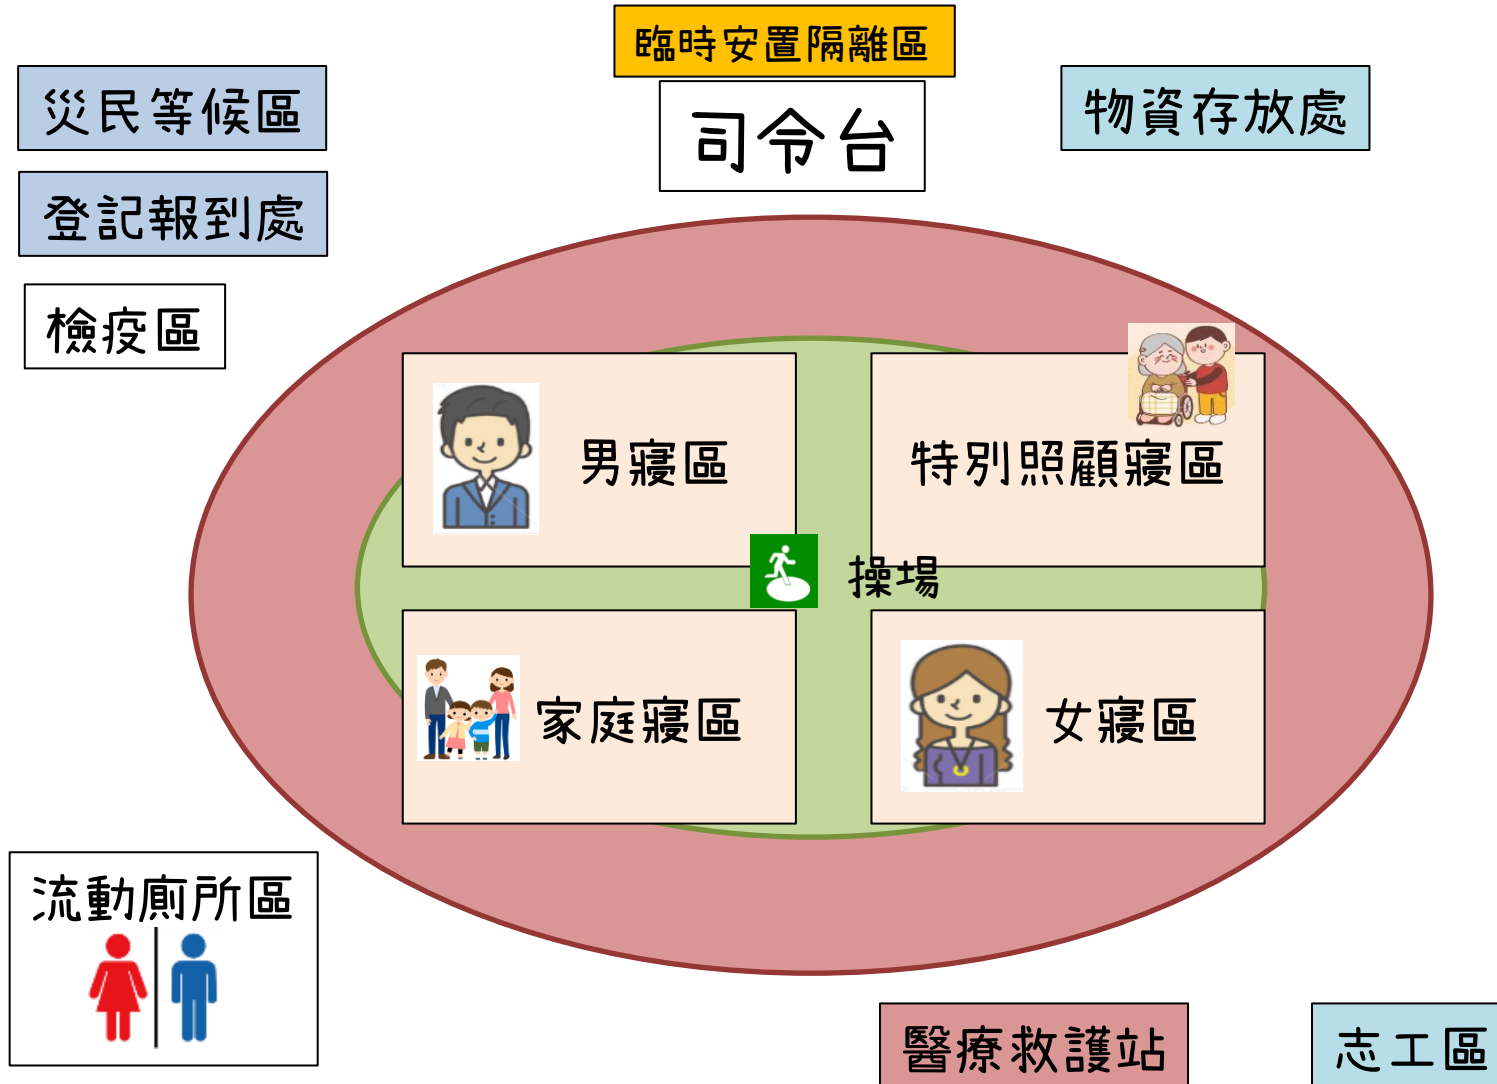 臨時安置隔離區
災民等候區
司令台
物資存放處
登記報到處
檢疫區
男寢區
特別照顧寢區
操場
家庭寢區
女寢區
流動廁所區
醫療救護站
志工區